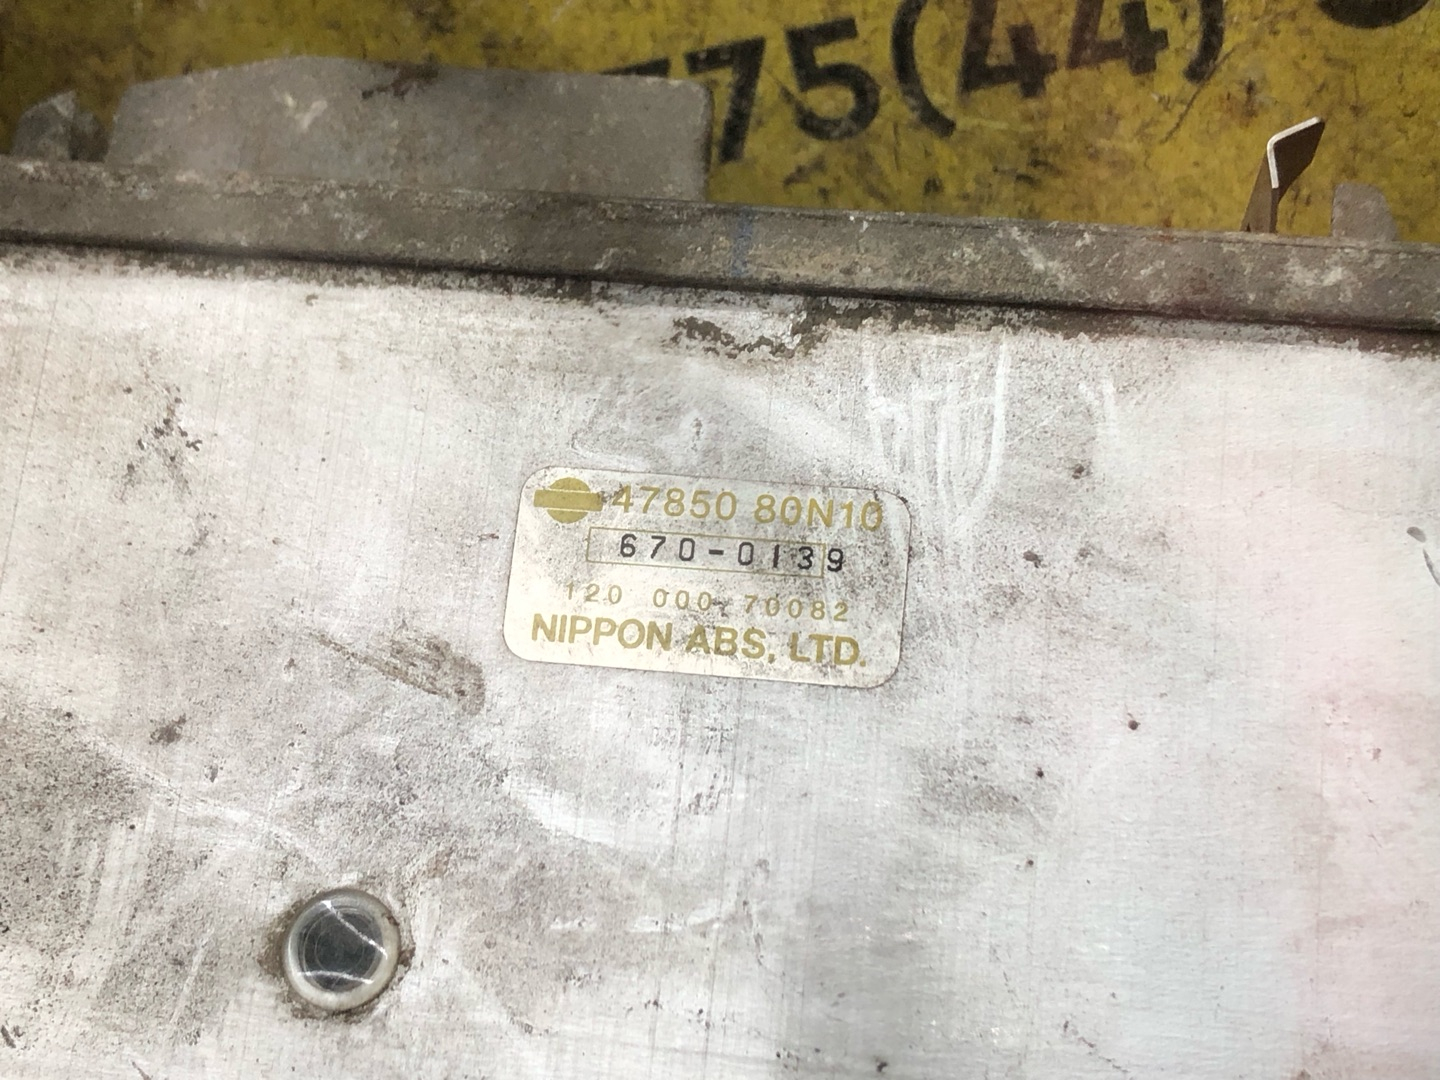 75(44)
47850 80N10
670-0139
120 000-70082
NIPPON ABS, LTD.